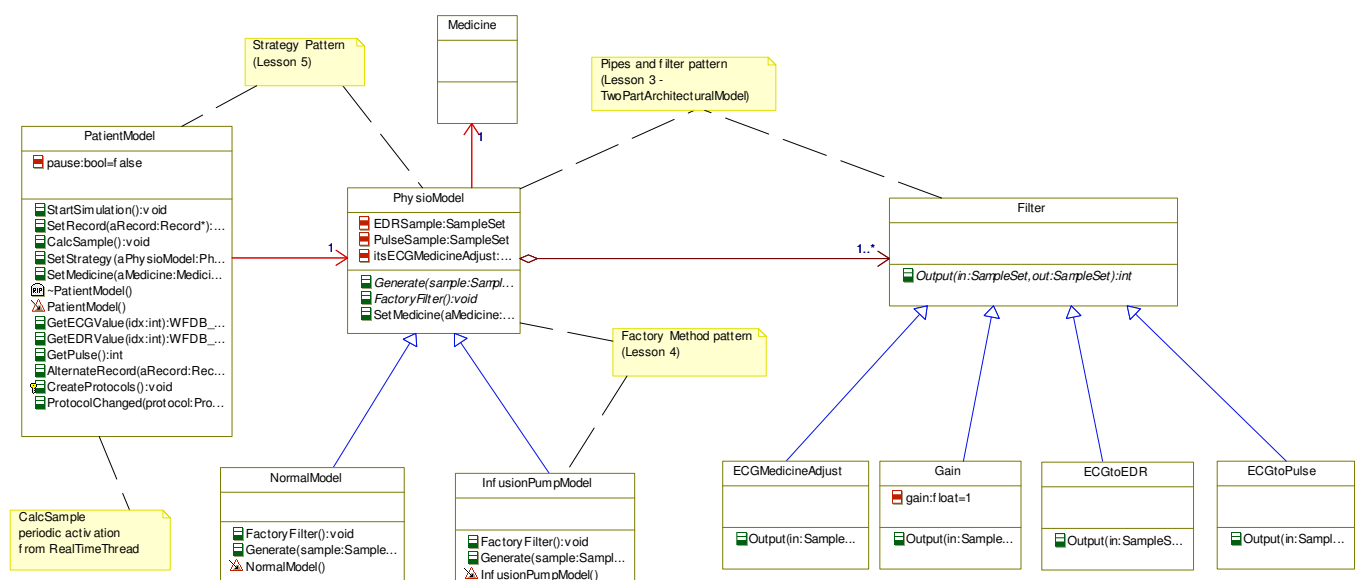 Medicine
1
Strategy Pattern
(Lesson 5)
Pipes and filter pattern
(Lesson 3 -
TwoPartArchitecturalModel)
PatientModel
pause:bool=false
StartSimulation():void
SetRecord(aRecord:Record*):...
CalcSample():void
SetStrategy(aPhysioModel:Ph...
SetMedicine(aMedicine:Medici...
~PatientModel()
PatientModel()
GetECGValue(idx:int):WFDB_...
GetEDRValue(idx:int):WFDB_...
GetPulse():int
AlternateRecord(aRecord:Rec...
CreateProtocols():void
ProtocolChanged(protocol:Pro...
1
PhysioModel
EDRSample:SampleSet
PulseSample:SampleSet
itsECGMedicineAdjust:...
Generate(sample:Sampl...
FactoryFilter():void
SetMedicine(aMedicine:...
1..*
Filter
Output(in:SampleSet,out:SampleSet):int
Factory Method pattern
(Lesson 4)
CalcSample
periodic activation
from RealTimeThread
NormalModel
FactoryFilter():void
Generate(sample:Sample...
NormalModel()
InfusionPumpModel
FactoryFilter():void
Generate(sample:Sampl...
InfusionPumpModel()
ECGMedicineAdjust
Output(in:Sample...
Gain
gain:float=1
Output(in:Sample...
ECGtoEDR
Output(in:SampleS...
ECGtoPulse
Output(in:Sampl...